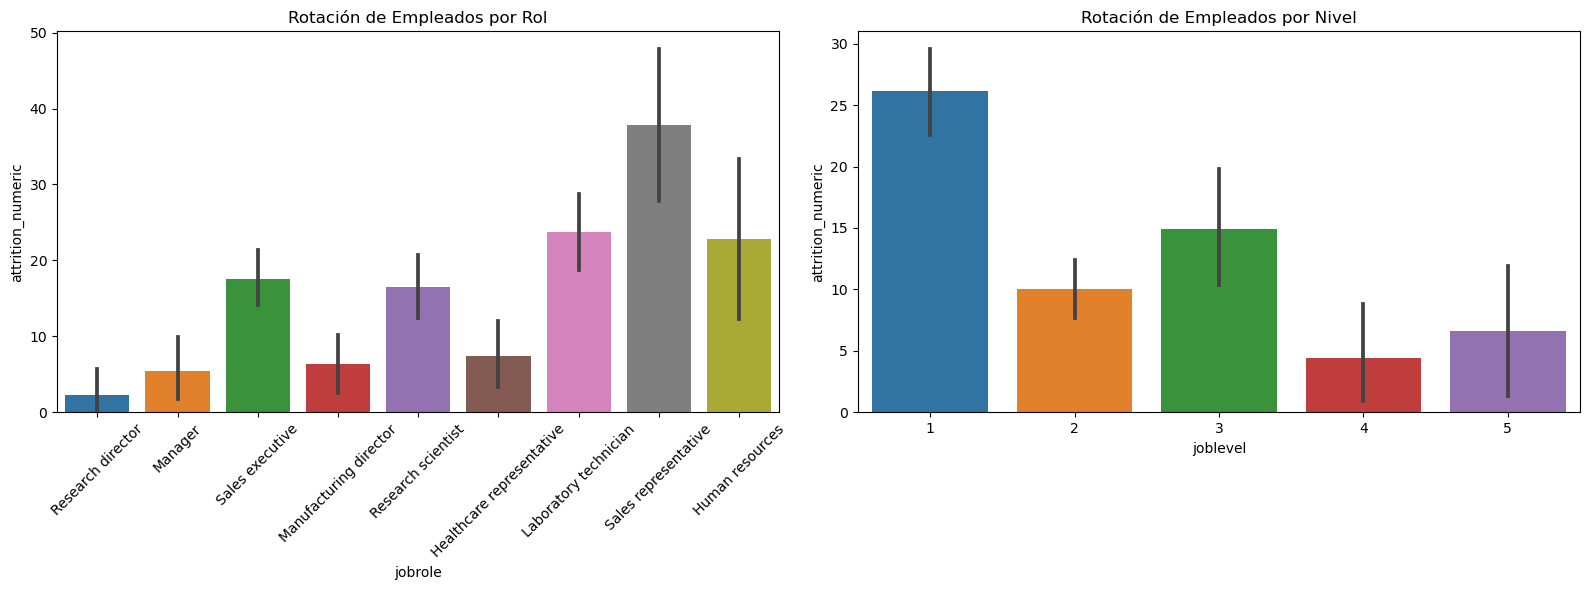 Rotación de Empleados por Rol
attrition_numeric
50
40
30
20
10
0
Research director
Manager
Sales executive
Manufacturing director
Research scientist
Healthcare representative
Laboratory technician
Sales representative
Human resources
jobrole
Rotación de Empleados por Nivel
attrition_numeric
30
25
20
15
10
5
0
1 2 3 4 5
joblevel